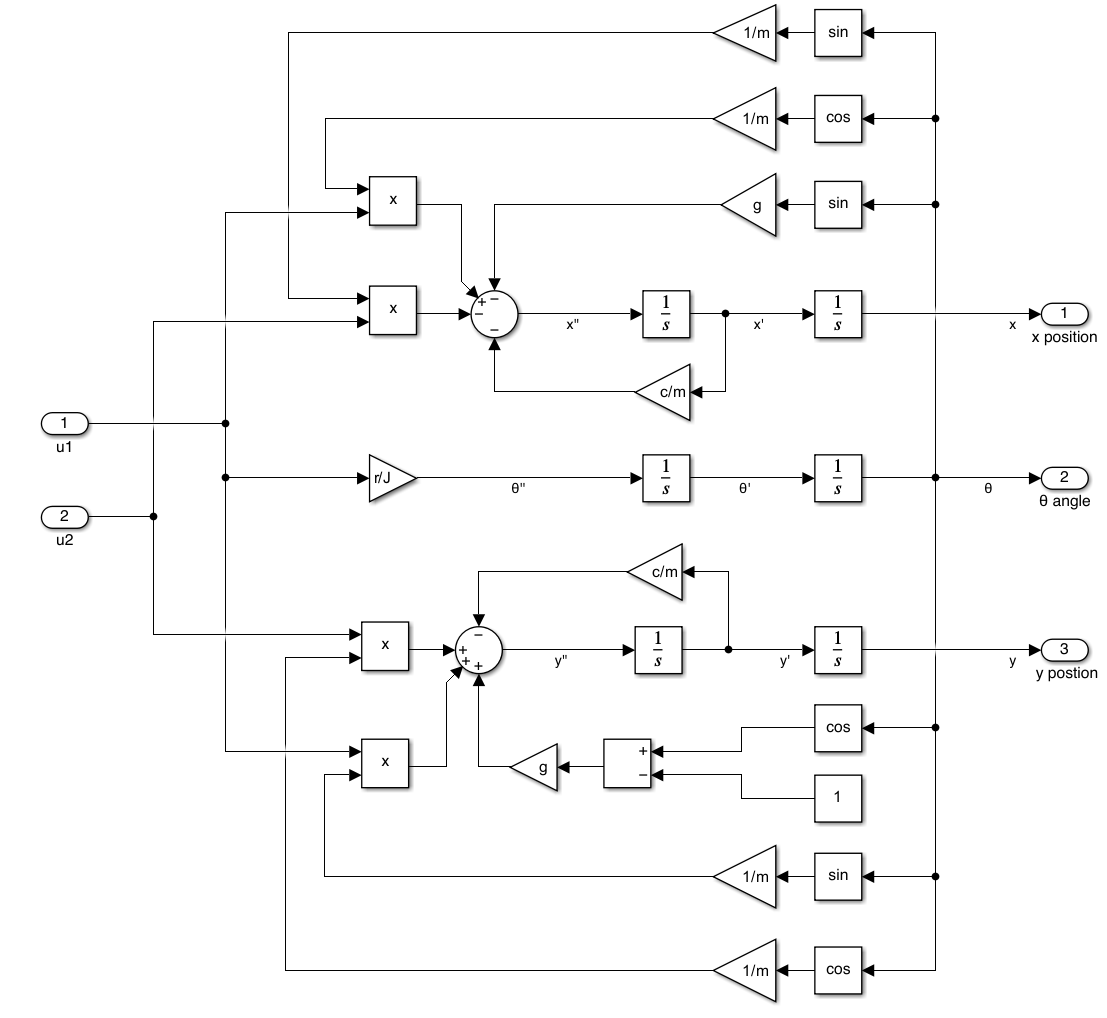 1/m sin
1/m cos
x g sin
+ −
x − 1/s 1/s 1
− x'' x' x x position
c/m
1
u1
r/J 1/s 1/s 2
θ'' θ' θ θ angle
2
u2
c/m
−
x + 1/s 1/s 3
+ + y'' y' y y postion
cos
+
x g −
1
1/m sin
1/m cos